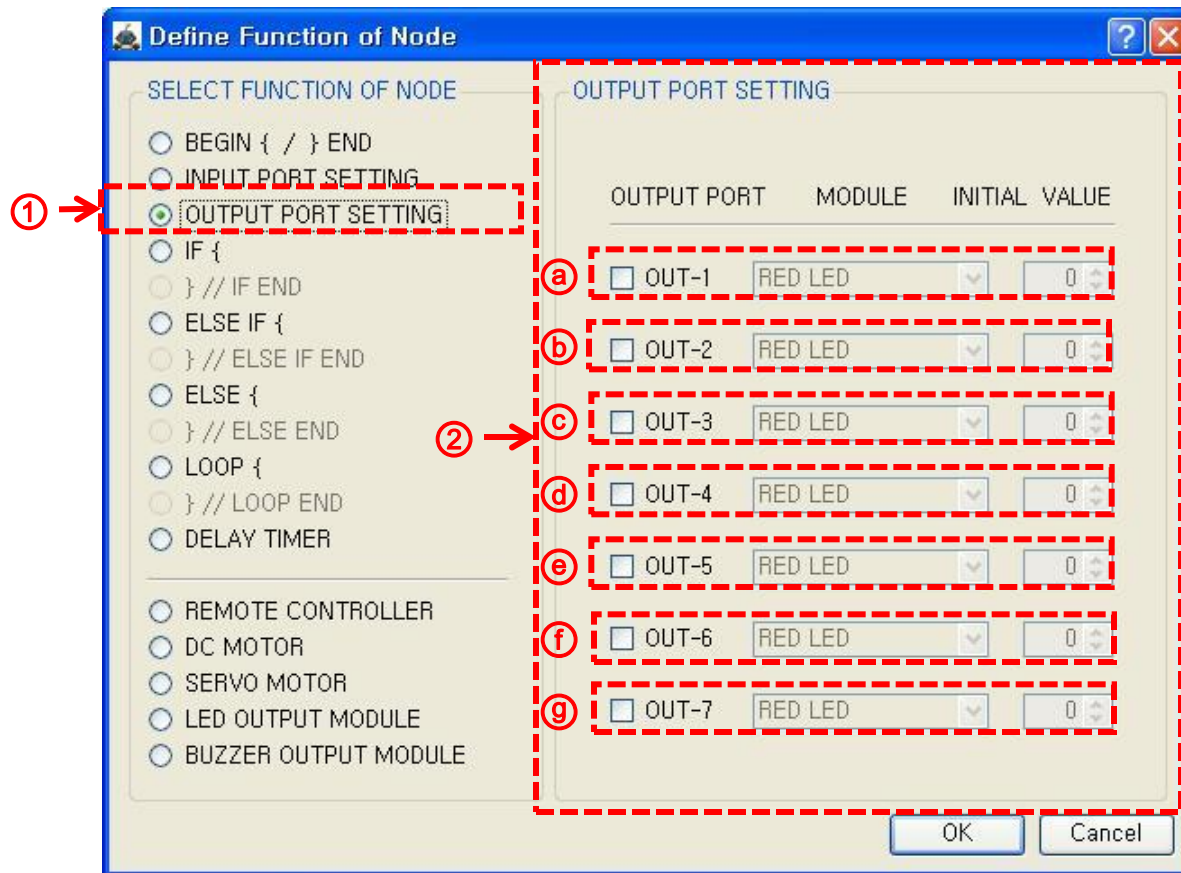 Define Function of Node
SELECT FUNCTION OF NODE
BEGIN { / } END
INPUT PORT SETTING
① OUTPUT PORT SETTING
IF {
} // IF END
ELSE IF {
} // ELSE IF END
ELSE {
} // ELSE END
LOOP {
} // LOOP END
DELAY TIMER
REMOTE CONTROLLER
DC MOTOR
SERVO MOTOR
LED OUTPUT MODULE
BUZZER OUTPUT MODULE
②
OUTPUT PORT SETTING
OUTPUT PORT MODULE INITIAL VALUE
ⓐ OUT-1 RED LED 0
ⓑ OUT-2 RED LED 0
ⓒ OUT-3 RED LED 0
ⓓ OUT-4 RED LED 0
ⓔ OUT-5 RED LED 0
ⓕ OUT-6 RED LED 0
ⓖ OUT-7 RED LED 0
OK Cancel